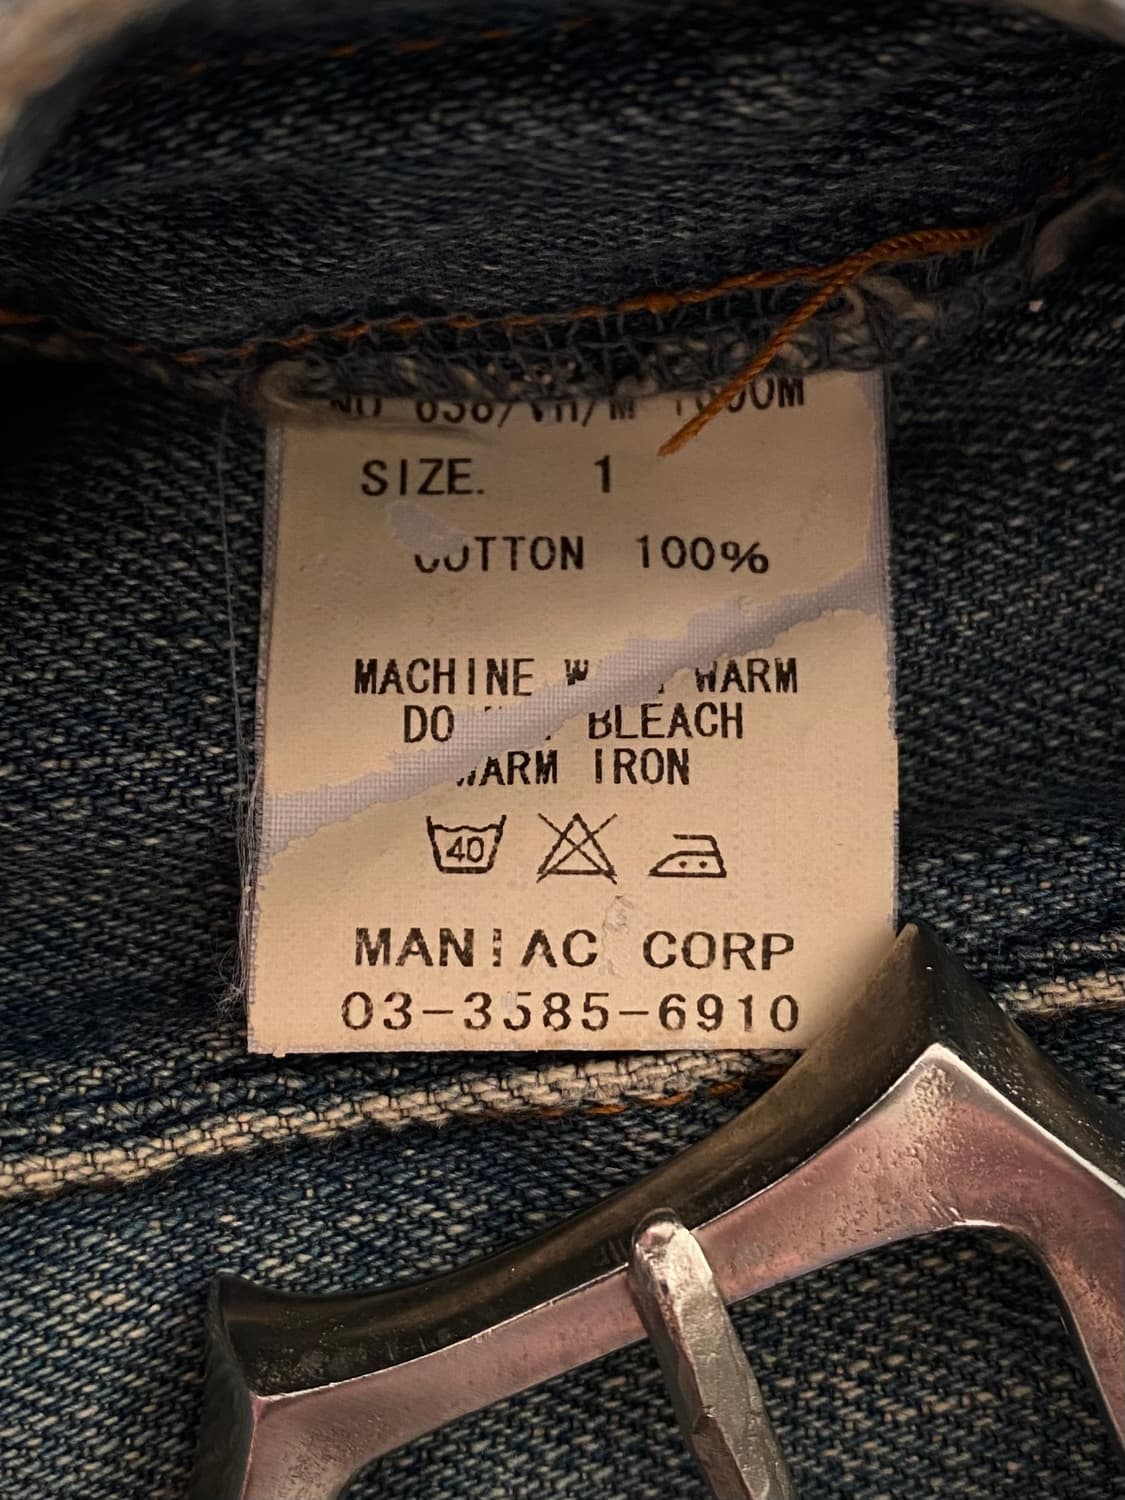 SIZE. 1
COTTON 100%
MACHINE WARM
DO BLEACH
WARM IRON
40
MANIAC CORP
03-3585-6910